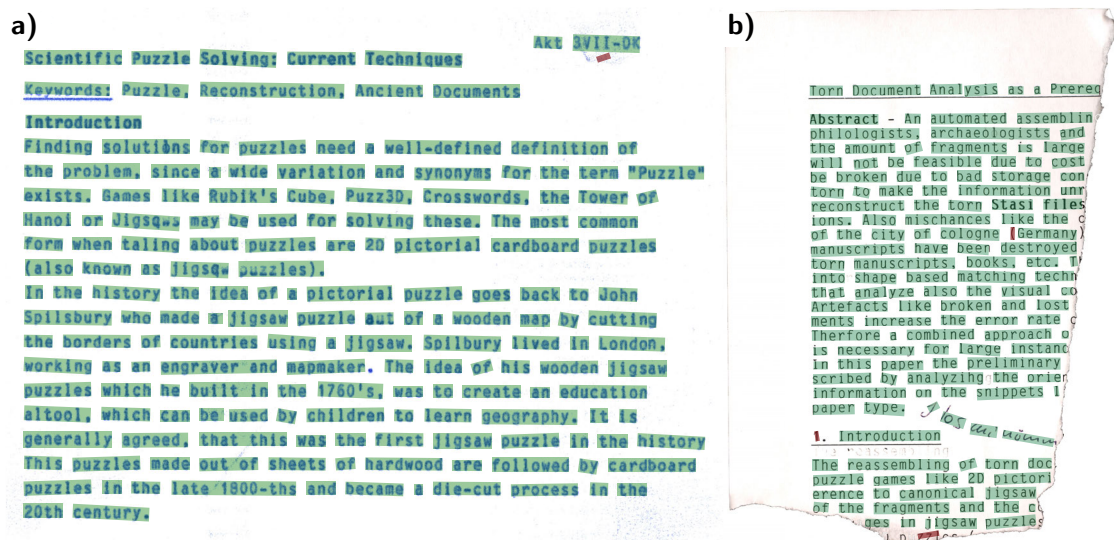 a)
Akt 3VII-OK
Scientific Puzzle Solving: Current Techniques
Keywords: Puzzle, Reconstruction, Ancient Documents
Introduction
Finding solutions for puzzles need a well-defined definition of
the problem, since a wide variation and synonyms for the term "Puzzle"
exists. Games like Rubik's Cube, Puzz3D, Crosswords, the Tower of
Hanoi or Jigsaws may be used for solving these. The most common
form when taling about puzzles are 2D pictorial cardboard puzzles
(also known as jigsaw puzzles).
In the history the idea of a pictorial puzzle goes back to John
Spilsbury who made a jigsaw puzzle out of a wooden map by cutting
the borders of countries using a jigsaw. Spilbury lived in London,
working as an engraver and mapmaker. The idea of his wooden jigsaw
puzzles which he built in the 1760's, was to create an education
altool, which can be used by children to learn geography. It is
generally agreed, that this was the first jigsaw puzzle in the history
This puzzles made out of sheets of hardwood are followed by cardboard
puzzles in the late 1800-ths and became a die-cut process in the
20th century.
b)
Torn Document Analysis as a Prereq
Abstract - An automated assemblin
philologists, archaeologists and
the amount of fragments is large
will not be feasible due to cost
be broken due to bad storage con
torn to make the information unr
reconstruct the torn Stasi files
ions. Also mischances like the c
of the city of cologne (Germany)
manuscripts have been destroyed
torn manuscripts, books, etc. T
into shape based matching techn
that analyze also the visual co
Artefacts like broken and lost
ments increase the error rate o
Therfore a combined approach o
is necessary for large instanc
in this paper the preliminary
scribed by analyzing the orien
information on the snippets i
paper type.
1. Introduction
The reassembling of torn doc
puzzle games like 2D pictori
erence to canonical jigsaw
of the fragments and the c
ges in jigsaw puzzles